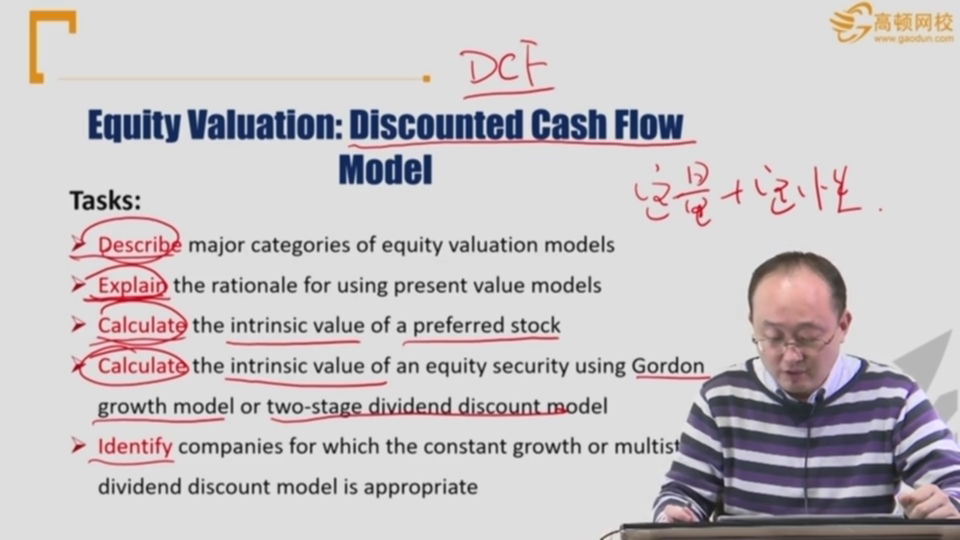 高顿网校
www.gaodun.com
DCF
Equity Valuation: Discounted Cash Flow
Model
定量+定性.
Tasks:
Describe major categories of equity valuation models
Explain the rationale for using present value models
Calculate the intrinsic value of a preferred stock
Calculate the intrinsic value of an equity security using Gordon
growth model or two-stage dividend discount model
Identify companies for which the constant growth or multist
dividend discount model is appropriate